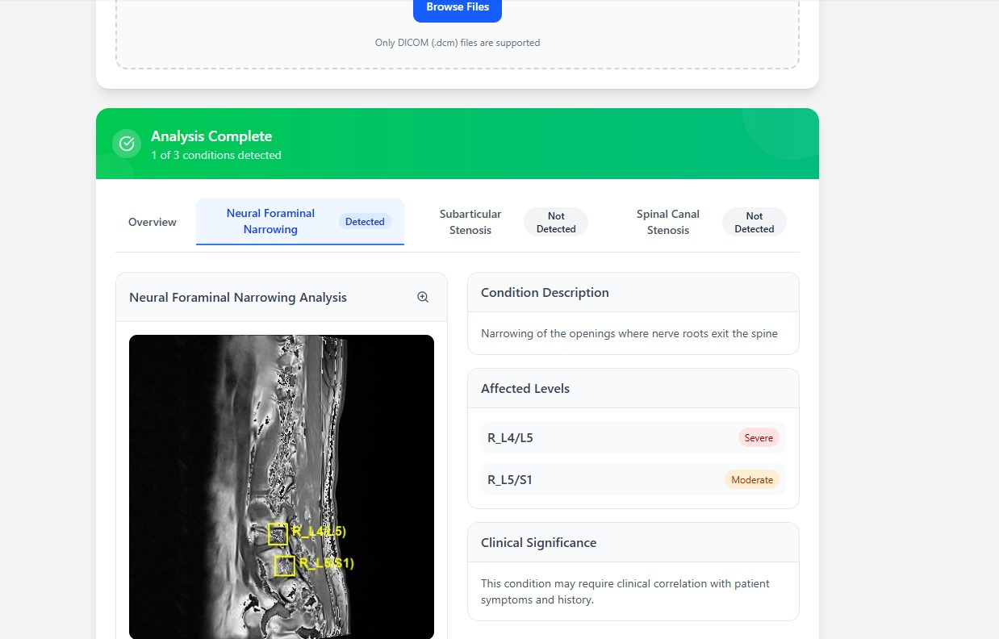 Browse Files
Only DICOM (.dcm) files are supported
Analysis Complete
1 of 3 conditions detected
Overview
Neural Foraminal
Narrowing
Detected
Subarticular
Stenosis
Not
Detected
Spinal Canal
Stenosis
Not
Detected
Neural Foraminal Narrowing Analysis
R_L4/L5)
R_L5/S1)
Condition Description
Narrowing of the openings where nerve roots exit the spine
Affected Levels
R_L4/L5
Severe
R_L5/S1
Moderate
Clinical Significance
This condition may require clinical correlation with patient
symptoms and history.